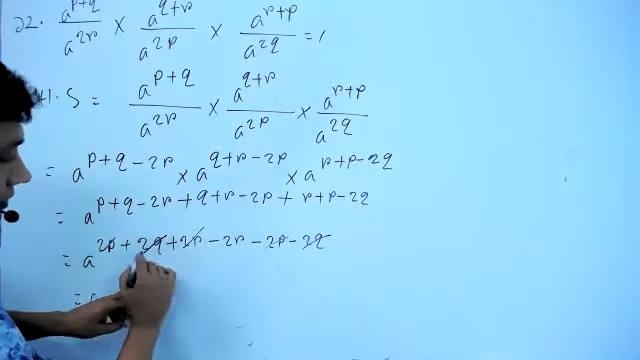 22. a^{p+q}/a^{2r} × a^{q+r}/a^{2p} × a^{r+p}/a^{2q} = 1
H.S = a^{p+q}/a^{2r} × a^{q+r}/a^{2p} × a^{r+p}/a^{2q}
= a^{p+q-2r} × a^{q+r-2p} × a^{r+p-2q}
= a^{p+q-2r+q+r-2p+r+p-2q}
= a^{2p+2q+2r-2r-2p-2q}
= a